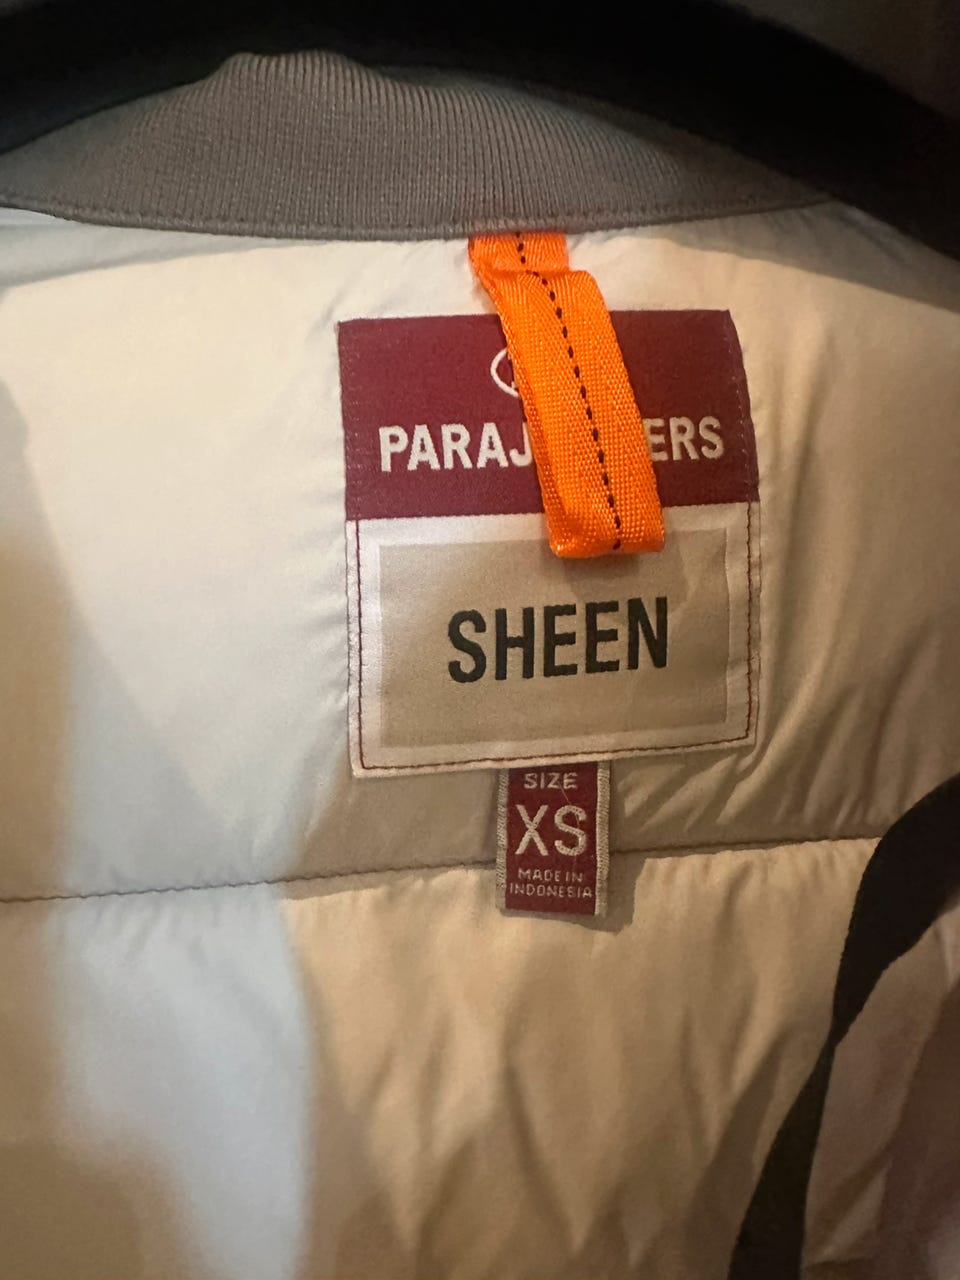 PARAJ ERS
SHEEN
SIZE
XS
MADE IN
INDONESIA